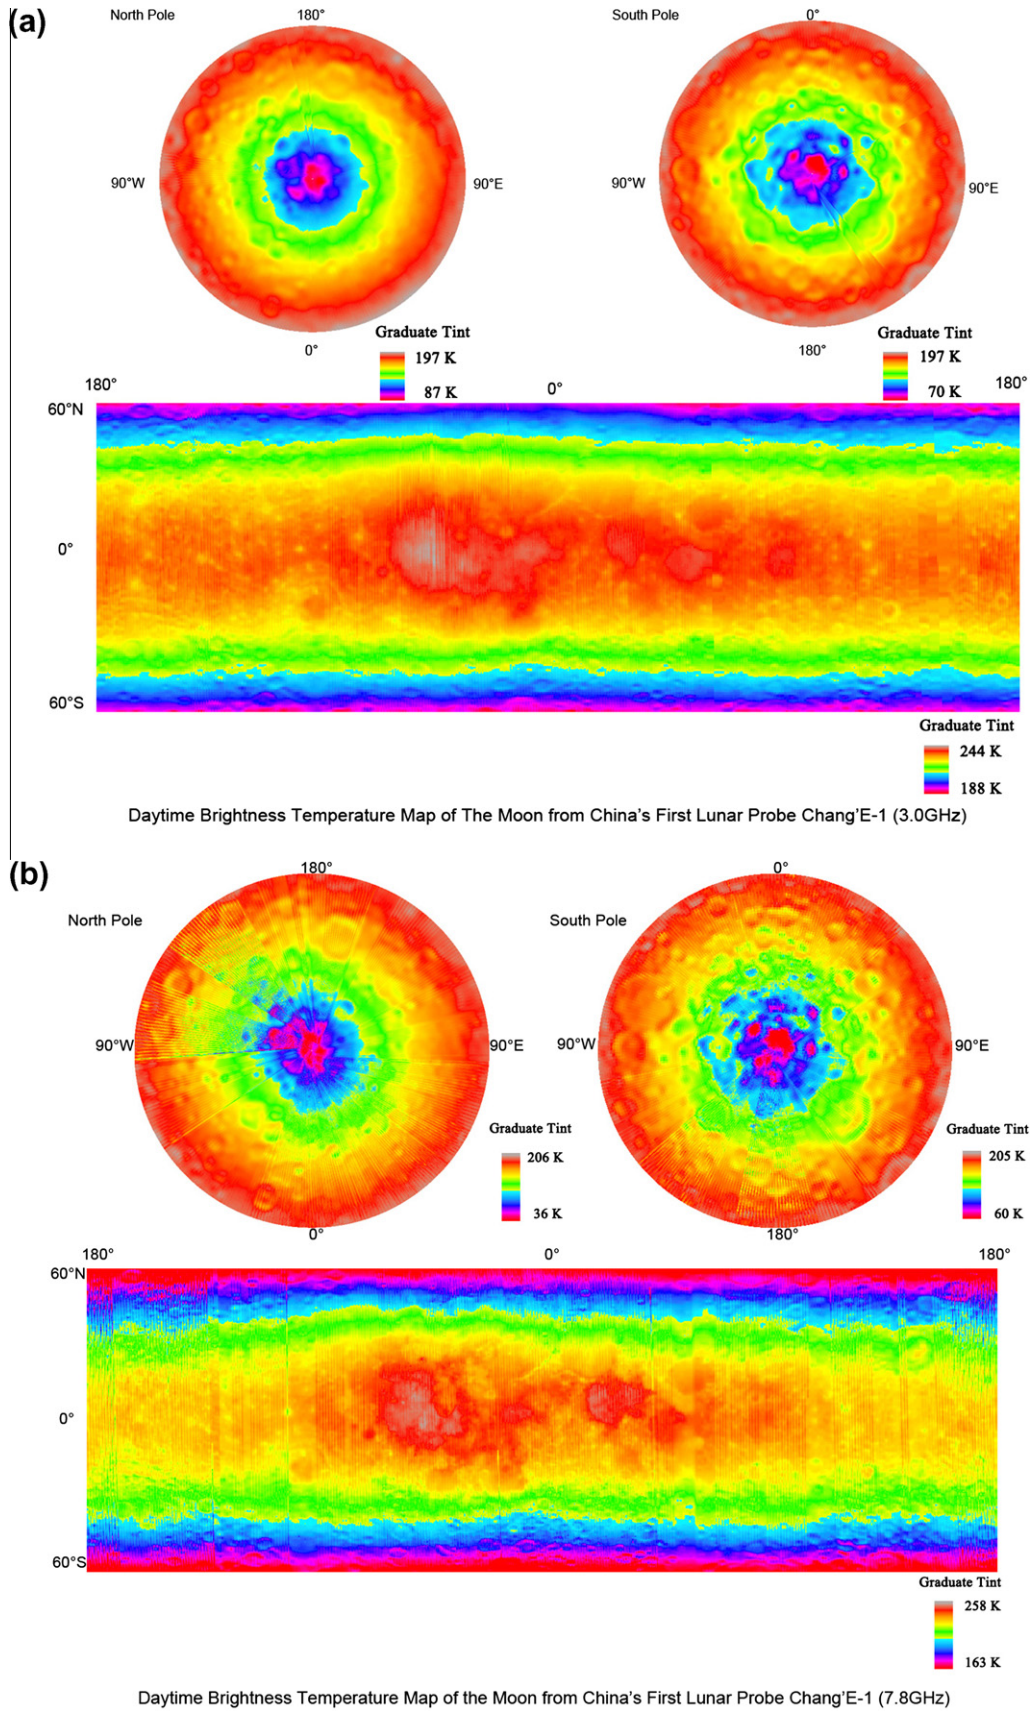 (a)
North Pole
180°
South Pole
0°
90°W
90°E
90°W
90°E
Graduate Tint
197 K
87 K
0°
Graduate Tint
197 K
70 K
180°
180°
0°
180°
60°N
0°
60°S
Graduate Tint
244 K
188 K
Daytime Brightness Temperature Map of The Moon from China's First Lunar Probe Chang'E-1 (3.0GHz)
(b)
180°
0°
North Pole
South Pole
90°W
90°E
90°W
90°E
Graduate Tint
206 K
36 K
Graduate Tint
205 K
60 K
0°
180°
180°
0°
180°
60°N
0°
60°S
Graduate Tint
258 K
163 K
Daytime Brightness Temperature Map of the Moon from China's First Lunar Probe Chang'E-1 (7.8GHz)